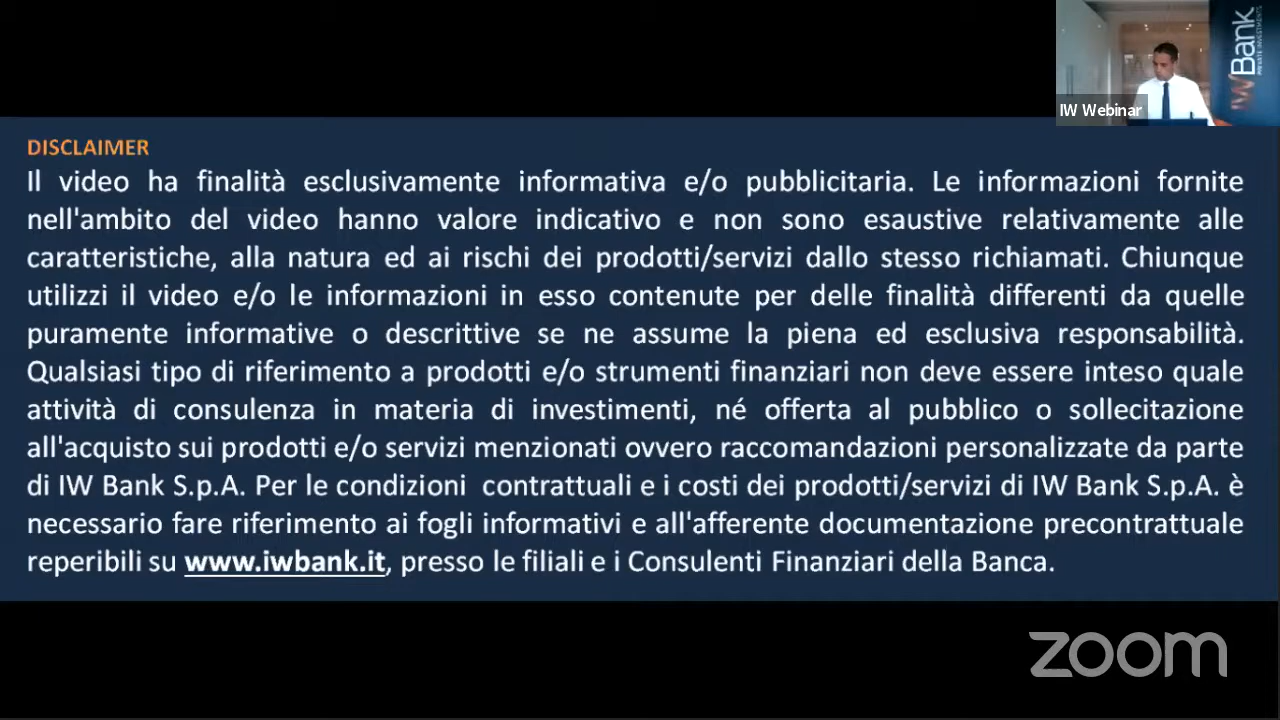 IW Bank
PRIVATE INVESTMENTS
IW Webinar
DISCLAIMER
Il video ha finalità esclusivamente informativa e/o pubblicitaria. Le informazioni fornite
nell'ambito del video hanno valore indicativo e non sono esaustive relativamente alle
caratteristiche, alla natura ed ai rischi dei prodotti/servizi dallo stesso richiamati. Chiunque
utilizzi il video e/o le informazioni in esso contenute per delle finalità differenti da quelle
puramente informative o descrittive se ne assume la piena ed esclusiva responsabilità.
Qualsiasi tipo di riferimento a prodotti e/o strumenti finanziari non deve essere inteso quale
attività di consulenza in materia di investimenti, né offerta al pubblico o sollecitazione
all'acquisto sui prodotti e/o servizi menzionati ovvero raccomandazioni personalizzate da parte
di IW Bank S.p.A. Per le condizioni contrattuali e i costi dei prodotti/servizi di IW Bank S.p.A. è
necessario fare riferimento ai fogli informativi e all'afferente documentazione precontrattuale
reperibili su www.iwbank.it, presso le filiali e i Consulenti Finanziari della Banca.
zoom